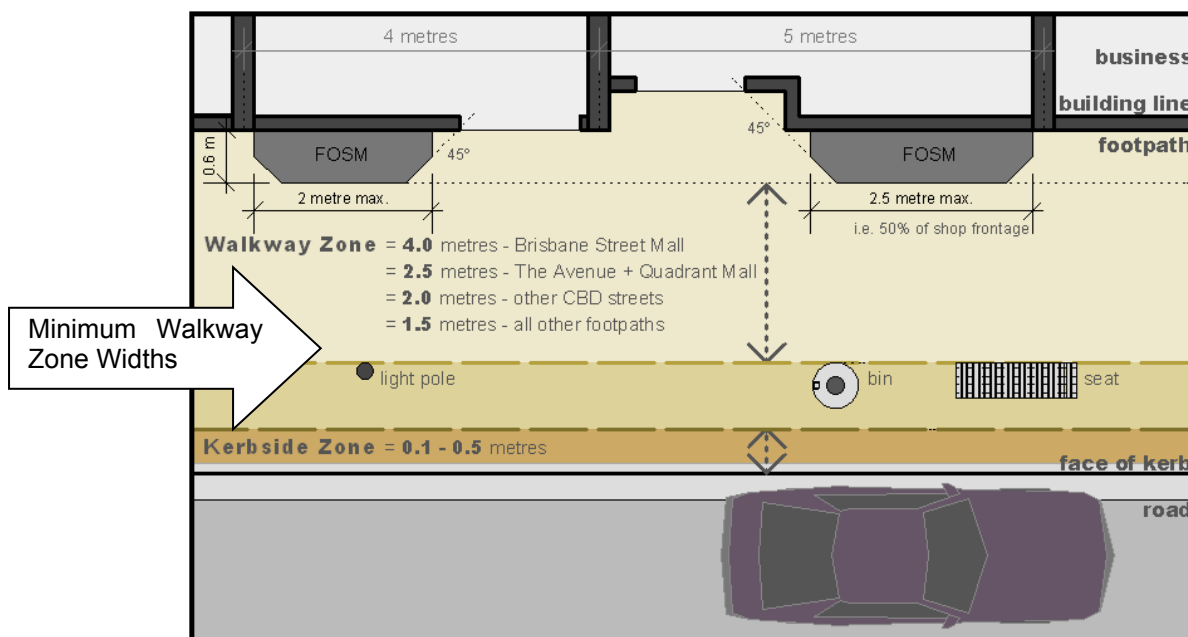 4 metres
5 metres
business
building line
footpath
0.6 m
FOSM
45º
45º
FOSM
2 metre max.
2.5 metre max.
i.e. 50% of shop frontage
Walkway Zone = 4.0 metres - Brisbane Street Mall
= 2.5 metres - The Avenue + Quadrant Mall
= 2.0 metres - other CBD streets
= 1.5 metres - all other footpaths
Minimum Walkway
Zone Widths
light pole
bin
seat
Kerbside Zone = 0.1 - 0.5 metres
face of kerb
road